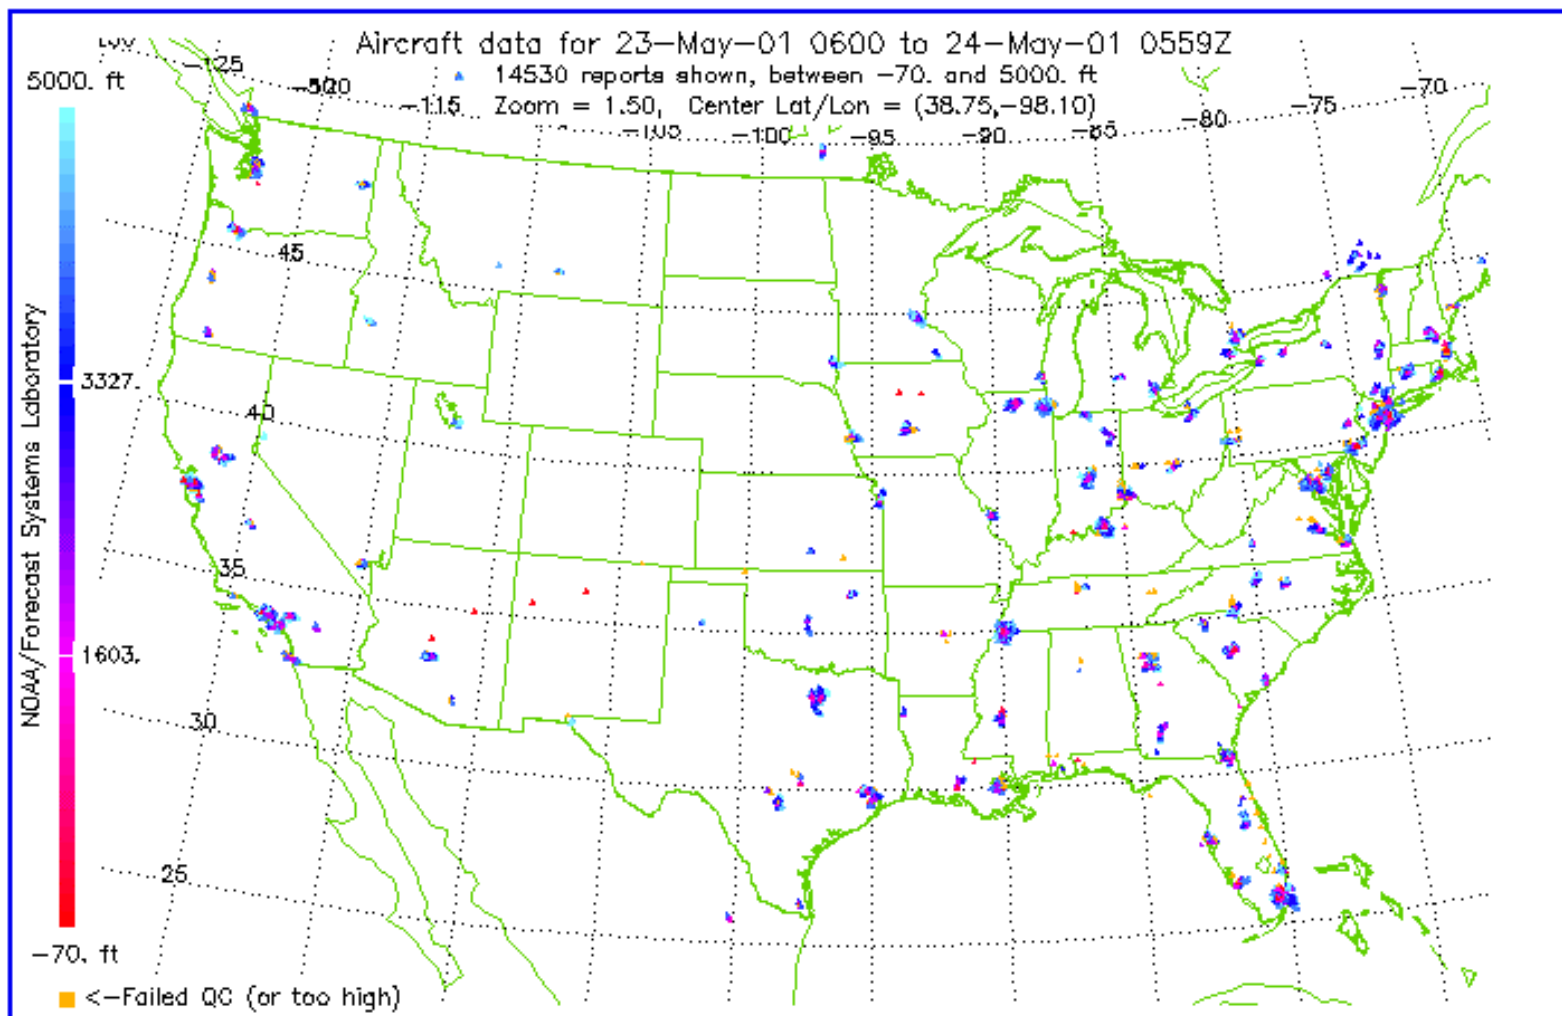 Aircraft data for 23-May-01 0600 to 24-May-01 0559Z
14530 reports shown, between -70. and 5000. ft
Zoom = 1.50, Center Lat/Lon = (38.75,-98.10)
5000. ft
3327.
1603.
-70. ft
NOAA/Forecast Systems Laboratory
<-Failed QC (or too high)
-125
-115
-105
-100
-95
-90
-85
-80
-75
-70
45
40
35
30
25